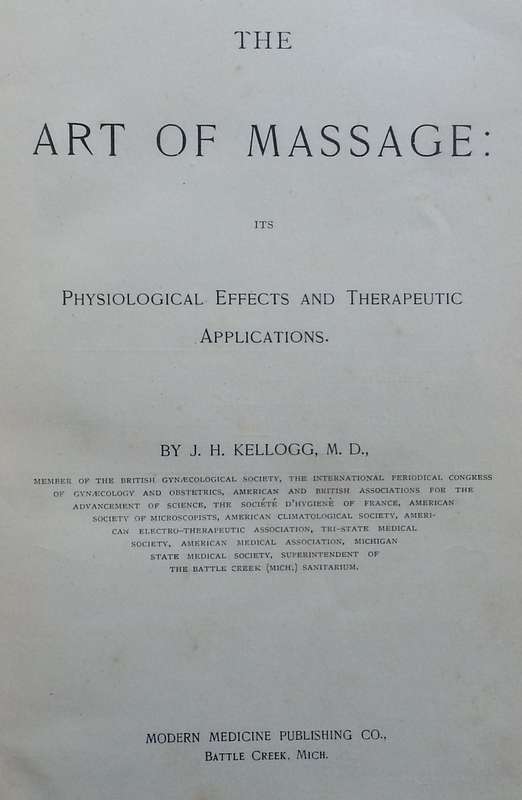 THE
ART OF MASSAGE:
ITS
PHYSIOLOGICAL EFFECTS AND THERAPEUTIC
APPLICATIONS.
BY J. H. KELLOGG, M. D.,
MEMBER OF THE BRITISH GYNÆCOLOGICAL SOCIETY, THE INTERNATIONAL PERIODICAL CONGRESS
OF GYNÆCOLOGY AND OBSTETRICS, AMERICAN AND BRITISH ASSOCIATIONS FOR THE
ADVANCEMENT OF SCIENCE, THE SOCIÉTÉ D'HYGIENÈ OF FRANCE, AMERICAN
SOCIETY OF MICROSCOPISTS, AMERICAN CLIMATOLOGICAL SOCIETY, AMERI-
CAN ELECTRO-THERAPEUTIC ASSOCIATION, TRI-STATE MEDICAL
SOCIETY, AMERICAN MEDICAL ASSOCIATION, MICHIGAN
STATE MEDICAL SOCIETY, SUPERINTENDENT OF
THE BATTLE CREEK (MICH.) SANITARIUM.
MODERN MEDICINE PUBLISHING CO.,
BATTLE CREEK, MICH.